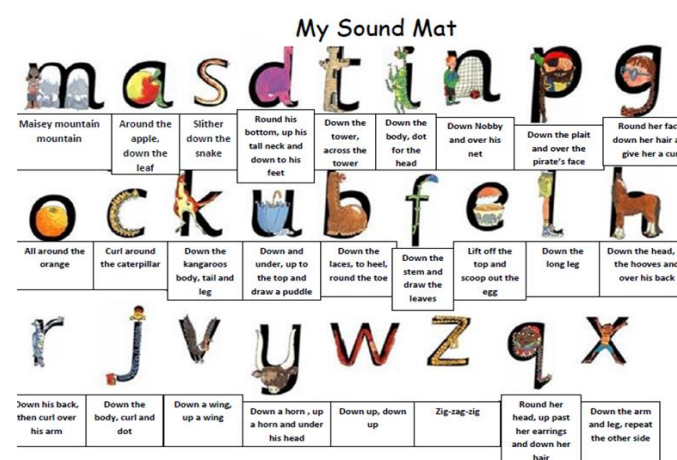 My Sound Mat
m a s d t i n p g
Maisey mountain
mountain
Around the
apple,
down the
leaf
Slither
down the
snake
Round his
bottom, up his
tall neck and
down to his
feet
Down the
tower,
across the
tower
Down the
body, dot
for the
head
Down Nobby
and over his
net
Down the plait
and over the
pirate's face
Round her
down her hair
give her a
o c k u b f e l h
All around the
orange
Curl around
the caterpillar
Down the
kangaroos
body, tail and
leg
Down and
under, up to
the top and
draw a puddle
Down the
laces, to heel,
round the toe
Down the
stem and
draw the
leaves
Lift off the
top and
scoop out the
egg
Down the
long leg
Down the head,
the hooves and
over his back
r j v y w z q x
Down his back,
then curl over
his arm
Down the
body, curl and
dot
Down a wing,
up a wing
Down a horn , up
a horn and under
his head
Down up, down
up
Zig-zag-zig
Round her
head, up past
her earrings
and down her
hair
Down the arm
and leg, repeat
the other side